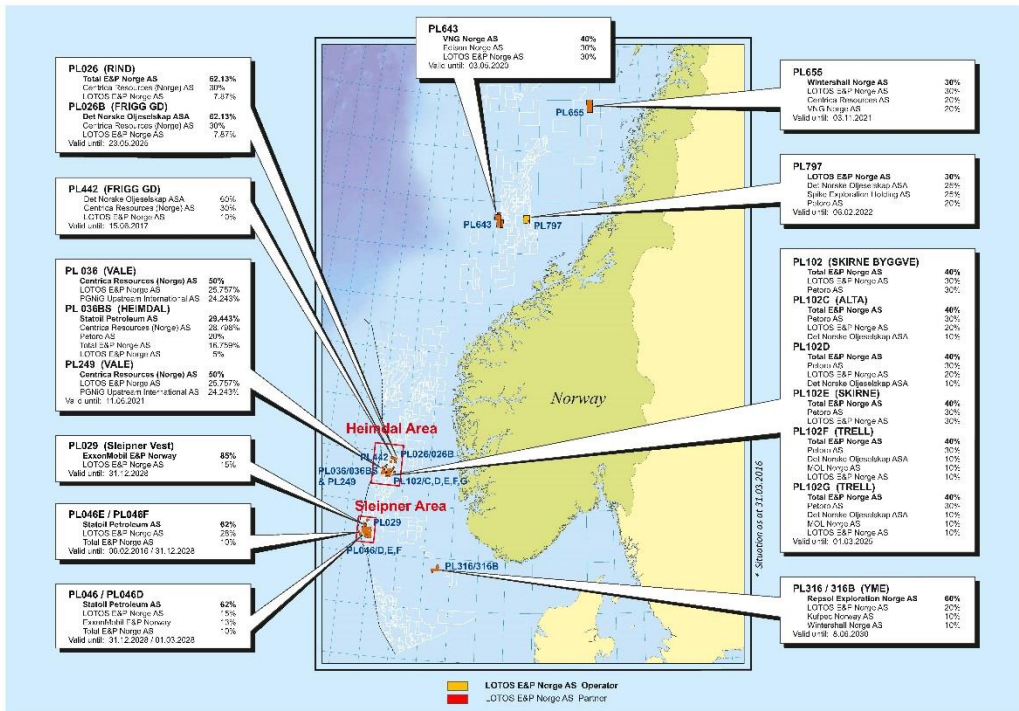 PL643
VNG Norge AS 40%
Edison Norge AS 30%
LOTOS E&P Norge AS 30%
Valid until: 03.06.2020
PL026 (RIND)
Total E&P Norge AS 62.13%
Centrica Resources (Norge) AS 30%
LOTOS E&P Norge AS 7.87%
PL026B (FRIGG GD)
Det Norske Oljeselskap ASA 62.13%
Centrica Resources (Norge) AS 30%
LOTOS E&P Norge AS 7.87%
Valid until: 23.05.2025
PL442 (FRIGG GD)
Det Norske Oljeselskap ASA 60%
Centrica Resources (Norge) AS 30%
LOTOS E&P Norge AS 10%
Valid until: 15.06.2017
PL 036 (VALE)
Centrica Resources (Norge) AS 50%
LOTOS E&P Norge AS 25.757%
PGNiG Upstream International AS 24.243%
PL 036BS (HEIMDAL)
Statoil Petroleum AS 29.443%
Centrica Resources (Norge) AS 28.798%
Petoro AS 20%
Total E&P Norge AS 16.759%
LOTOS E&P Norge AS 5%
PL249 (VALE)
Centrica Resources (Norge) AS 50%
LOTOS E&P Norge AS 25.757%
PGNiG Upstream International AS 24.243%
Valid until: 11.06.2021
PL029 (Sleipner Vest)
ExxonMobil E&P Norway 85%
LOTOS E&P Norge AS 15%
Valid until: 31.12.2028
PL046E / PL046F
Statoil Petroleum AS 62%
LOTOS E&P Norge AS 28%
Total E&P Norge AS 10%
Valid until: 06.02.2018 / 31.12.2028
PL046 / PL046D
Statoil Petroleum AS 62%
LOTOS E&P Norge AS 15%
ExxonMobil E&P Norway 13%
Total E&P Norge AS 10%
Valid until: 31.12.2028 / 01.03.2028
PL655
PL643
PL797
Norway
Heimdal Area
PL442
PL026/026B
PL036/036BS
& PL249
PL102/C,D,E,F,G
Sleipner Area
PL029
PL046/D,E,F
PL316/316B
* Situation as at 31.03.2016
PL655
Wintershall Norge AS 30%
LOTOS E&P Norge AS 30%
Centrica Resources AS 20%
VNG Norge AS 20%
Valid until: 03.11.2021
PL797
LOTOS E&P Norge AS 30%
Det Norske Oljeselskap ASA 25%
Spike Exploration Holding AS 25%
Petoro AS 20%
Valid until: 06.02.2022
PL102 (SKIRNE BYGGVE)
Total E&P Norge AS 40%
LOTOS E&P Norge AS 30%
Petoro AS 30%
PL102C (ALTA)
Total E&P Norge AS 40%
Petoro AS 30%
LOTOS E&P Norge AS 20%
Det Norske Oljeselskap ASA 10%
PL102D
Total E&P Norge AS 40%
Petoro AS 30%
LOTOS E&P Norge AS 20%
Det Norske Oljeselskap ASA 10%
PL102E (SKIRNE)
Total E&P Norge AS 40%
Petoro AS 30%
LOTOS E&P Norge AS 30%
PL102F (TRELL)
Total E&P Norge AS 40%
Petoro AS 30%
Det Norske Oljeselskap ASA 10%
MOL Norge AS 10%
LOTOS E&P Norge AS 10%
PL102G (TRELL)
Total E&P Norge AS 40%
Petoro AS 30%
Det Norske Oljeselskap ASA 10%
MOL Norge AS 10%
LOTOS E&P Norge AS 10%
Valid until: 01.03.2025
PL316 / 316B (YME)
Repsol Exploration Norge AS 60%
LOTOS E&P Norge AS 20%
Kufpec Norway AS 10%
Wintershall Norge AS 10%
Valid until: 8.06.2030
LOTOS E&P Norge AS Operator
LOTOS E&P Norge AS Partner